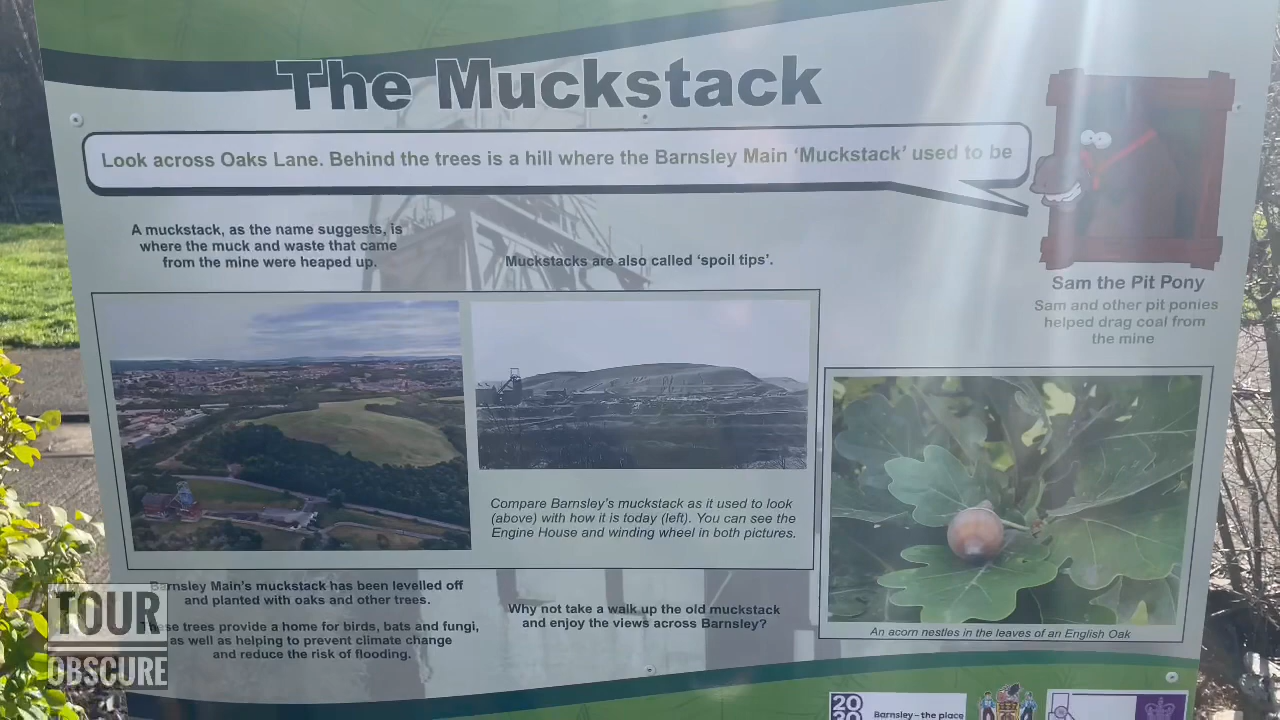 The Muckstack
Look across Oaks Lane. Behind the trees is a hill where the Barnsley Main 'Muckstack' used to be
A muckstack, as the name suggests, is
where the muck and waste that came
from the mine were heaped up.
Muckstacks are also called 'spoil tips'.
Sam the Pit Pony
Sam and other pit ponies
helped drag coal from
the mine
Compare Barnsley's muckstack as it used to look
(above) with how it is today (left). You can see the
Engine House and winding wheel in both pictures.
An acorn nestles in the leaves of an English Oak
Barnsley Main's muckstack has been levelled off
and planted with oaks and other trees.
These trees provide a home for birds, bats and fungi,
as well as helping to prevent climate change
and reduce the risk of flooding.
Why not take a walk up the old muckstack
and enjoy the views across Barnsley?
TOUR
OBSCURE
Barnsley – the place